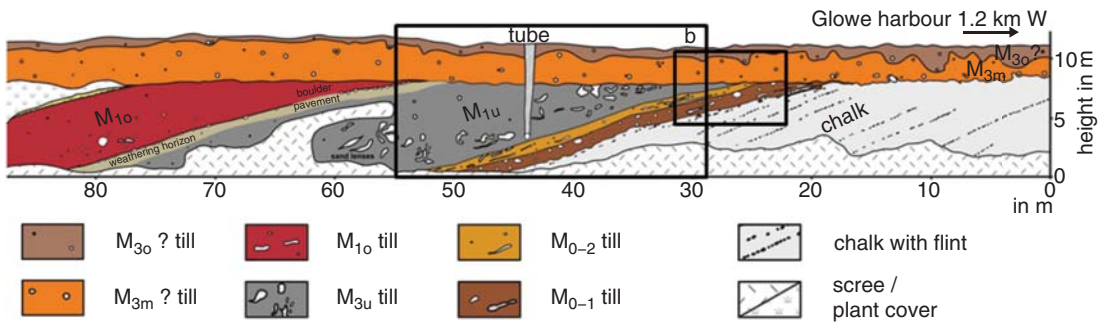 Glowe harbour 1.2 km W
tube
b
M₃ₒ?
M₃ₘ
10
M₁ₒ
boulder
pavement
M₁ᵤ
chalk
5
height in m
weathering horizon
sand lenses
0
80 70 60 50 40 30 20 10 0
in m
M₃ₒ ? till
M₁ₒ till
M₀₋₂ till
chalk with flint
M₃ₘ ? till
M₃ᵤ till
M₀₋₁ till
scree /
plant cover